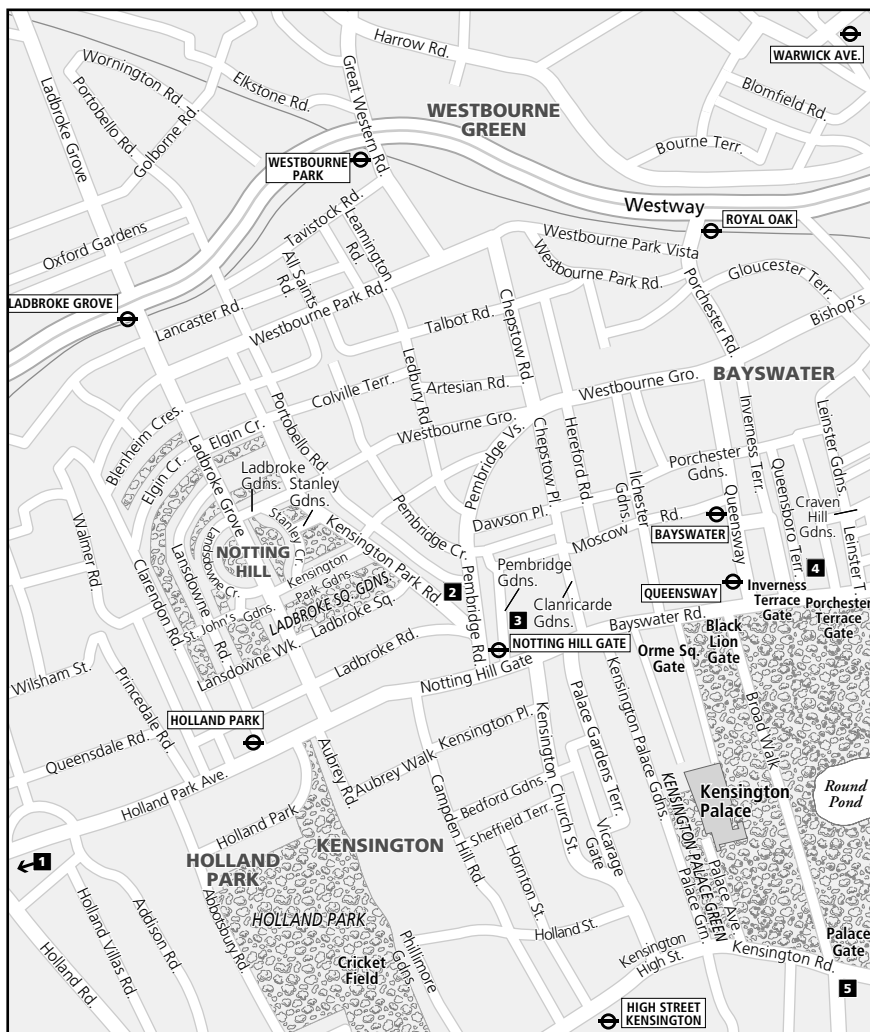 Harrow Rd.
WARWICK AVE.
Wornington Rd.
Elkstone Rd.
Great Western Rd.
Ladbroke Grove
Portobello Rd.
Golborne Rd.
WESTBOURNE
GREEN
Blomfield Rd.
Bourne Terr.
WESTBOURNE
PARK
Westway
ROYAL OAK
Tavistock Rd.
Leamington
Rd.
Oxford Gardens
All Saints
Rd.
Westbourne Park Vista
Westbourne Park Rd.
Gloucester Terr.
Porchester Rd.
Bishop's
LADBROKE GROVE
Lancaster Rd.
Westbourne Park Rd.
Talbot Rd.
Chepstow Rd.
Ledbury Rd.
Artesian Rd.
Colville Terr.
Westbourne Gro.
BAYSWATER
Blenheim Cres.
Elgin Cr.
Elgin Cr.
Portobello Rd.
Westbourne Gro.
Pembridge Vs.
Chepstow Pl.
Hereford Rd.
Ilchester
Gdns.
Porchester
Gdns.
Inverness Terr.
Queensboro Terr.
Leinster Gdns.
Ladbroke Grove
Ladbroke
Gdns.
Stanley
Gdns.
Stanley Cr.
Kensington Park Rd.
Pembridge Cr.
Dawson Pl.
Moscow Rd.
BAYSWATER
Queensway
Craven
Hill
Gdns.
Leinster T.
Walmer Rd.
Clarendon Rd.
Lansdowne
Rd.
Lansdowne
Cr.
NOTTING
HILL
Kensington
Park Gdns.
LADBROKE SQ. GDNS.
Ladbroke Sq.
St. John's Gdns.
Lansdowne Wk.
Ladbroke Rd.
2
Pembridge Rd.
Pembridge
Gdns.
3
Clanricarde
Gdns.
QUEENSWAY
4
Inverness
Terrace
Gate
Porchester
Terrace
Gate
Bayswater Rd.
Black
Lion
Gate
Orme Sq.
Gate
NOTTING HILL GATE
Notting Hill Gate
Wilsham St.
Princedale Rd.
HOLLAND PARK
Queensdale Rd.
Holland Park Ave.
Aubrey Rd.
Aubrey Walk
Kensington Pl.
Kensington Church St.
Palace Gardens Terr.
Kensington Palace Gdns.
Broad Walk
Bedford Gdns.
Sheffield Terr.
Campden Hill Rd.
Hornton St.
Vicarage
Gate
Kensington
Palace
Round
Pond
KENSINGTON PALACE GREEN
Palace Ave.
Palace Grn.
1
Holland Park
HOLLAND
PARK
KENSINGTON
HOLLAND PARK
Cricket
Field
Holland Rd.
Holland Villas Rd.
Addison Rd.
Abbotsbury Rd.
Phillimore
Gdns.
Holland St.
Kensington
High St.
Kensington Rd.
Palace
Gate
5
HIGH STREET
KENSINGTON